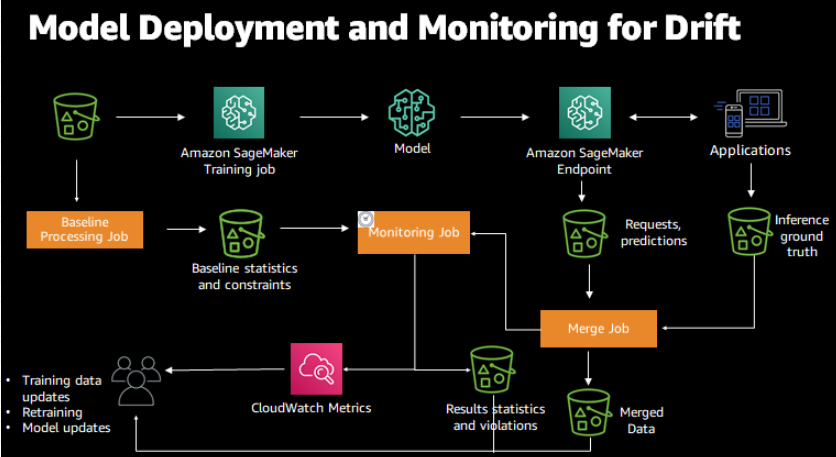 Model Deployment and Monitoring for Drift
Amazon SageMaker
Training job
Model
Amazon SageMaker
Endpoint
Applications
Baseline
Processing Job
Baseline statistics
and constraints
Monitoring Job
Requests,
predictions
Inference
ground
truth
Merge Job
• Training data
updates
• Retraining
• Model updates
CloudWatch Metrics
Results statistics
and violations
Merged
Data